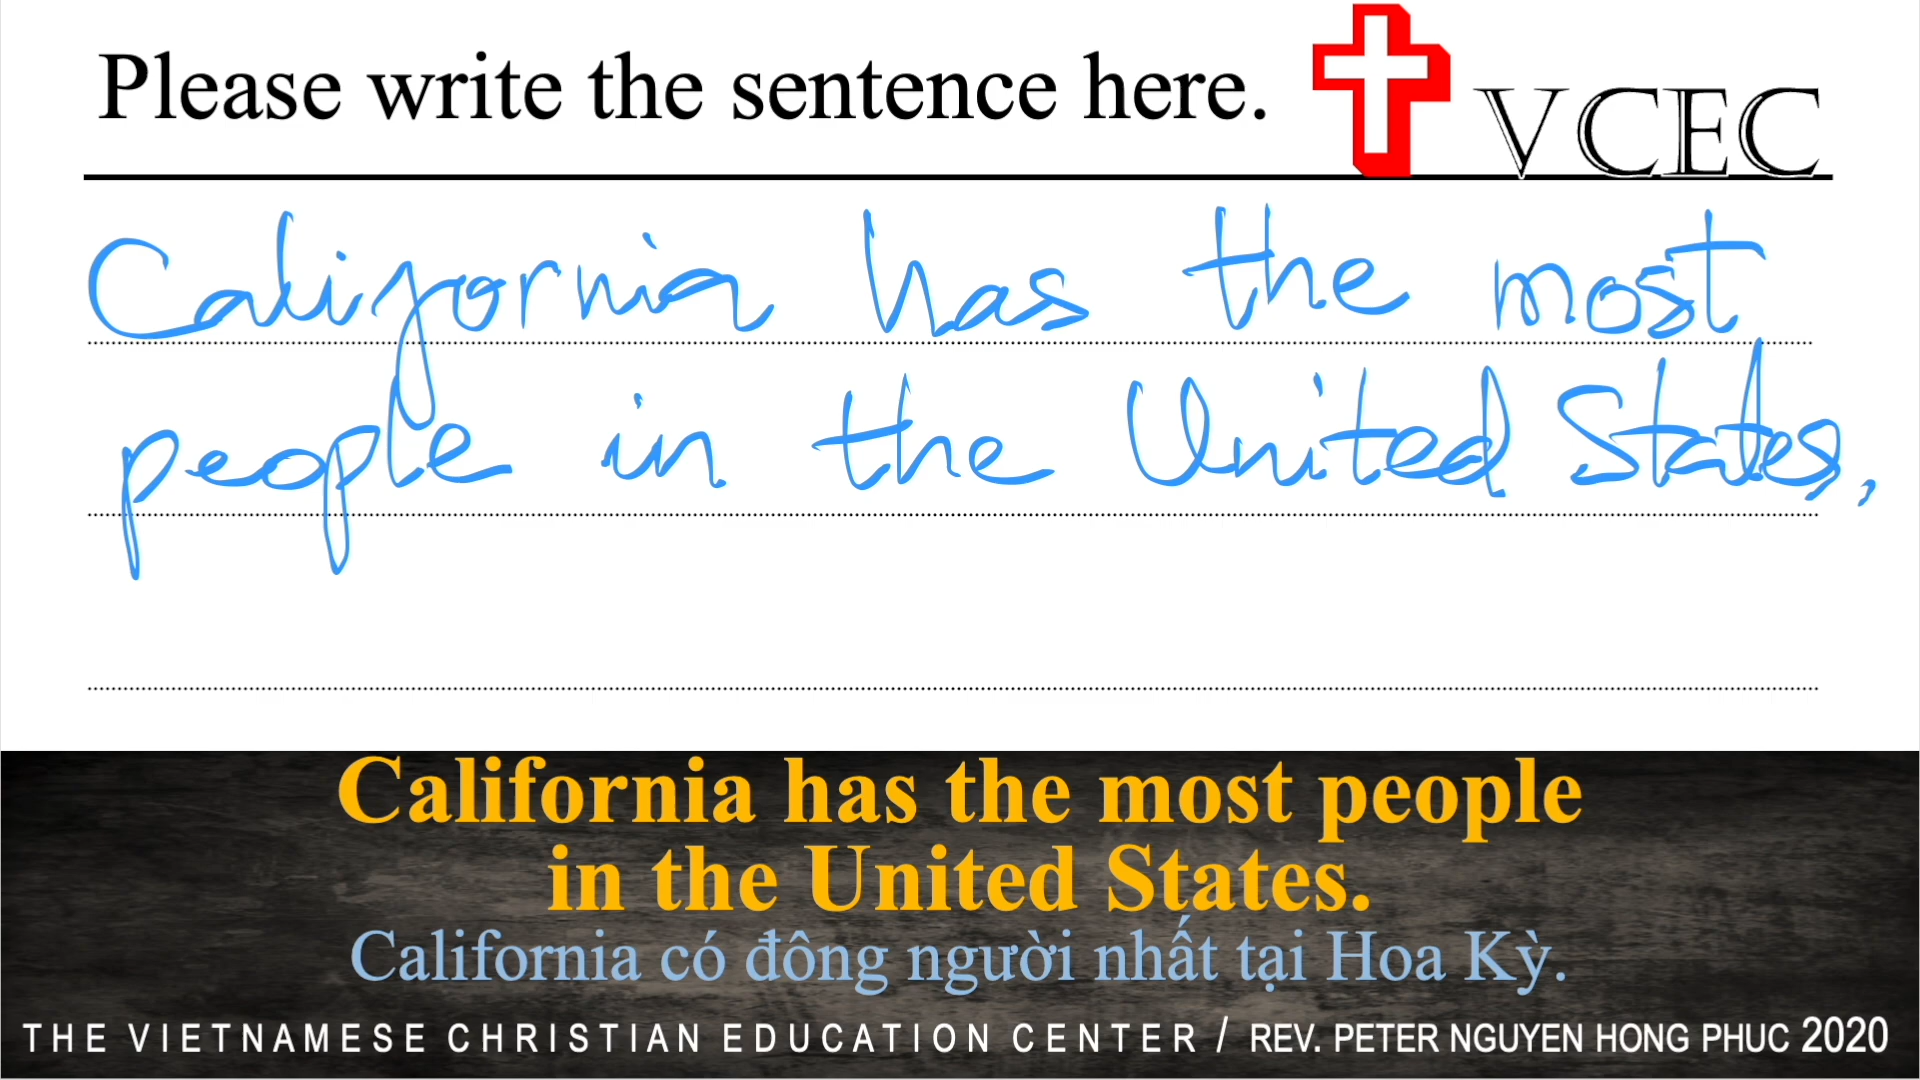 Please write the sentence here.
VCEC
California has the most
people in the United States.
California has the most people
in the United States.
California có đông người nhất tại Hoa Kỳ.
THE VIETNAMESE CHRISTIAN EDUCATION CENTER / REV. PETER NGUYEN HONG PHUC 2020